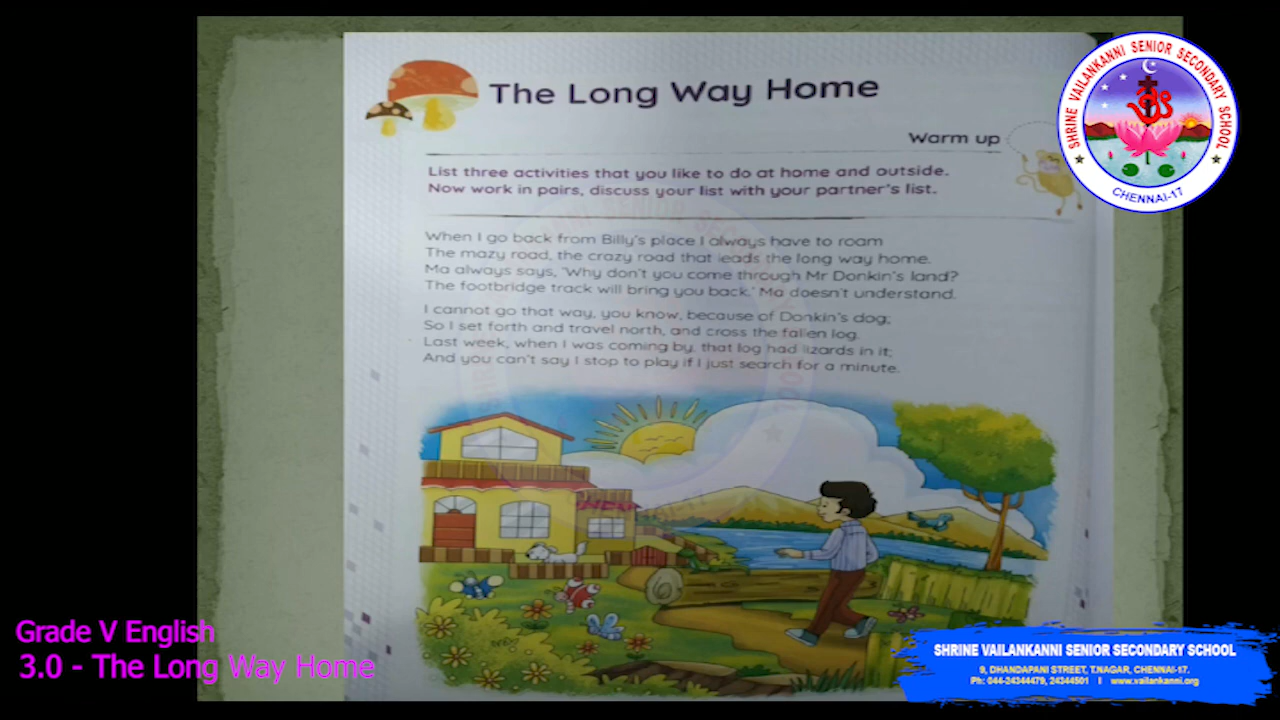 The Long Way Home
Warm up
List three activities that you like to do at home and outside.
Now work in pairs, discuss your list with your partner's list.
When I go back from Billy's place I always have to roam
The mazy road, the crazy road that leads the long way home.
Ma always says, 'Why don't you come through Mr Donkin's land?
The footbridge track will bring you back.' Ma doesn't understand.
I cannot go that way, you know, because of Donkin's dog;
So I set forth and travel north, and cross the fallen log.
Last week, when I was coming by, that log had lizards in it;
And you can't say I stop to play if I just search for a minute.
SHRINE VAILANKANNI SENIOR SECONDARY SCHOOL
CHENNAI-17
Grade V English
3.0 - The Long Way Home
SHRINE VAILANKANNI SENIOR SECONDARY SCHOOL
9, DHANDAPANI STREET, T.NAGAR, CHENNAI-17.
Ph: 044-24344479, 24344501 I www.vailankanni.org